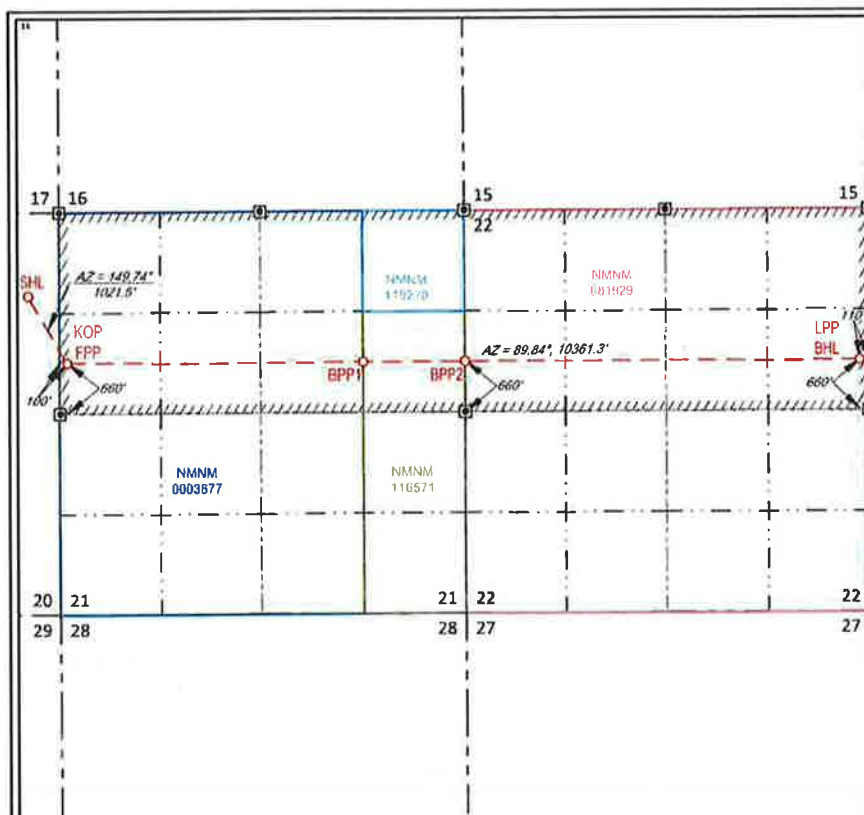 17 16
15
22
15
SHL
AZ = 149.74°
1021.5'
NMNM
NMNM
681929
KOP
FPP
100'
660'
BPP1
BPP2
AZ = 89.84°, 10361.3'
660'
LPP
BHL
110
660'
NMNM
0003677
NMNM
116571
20 21
29 28
21 22
28 27
22
27